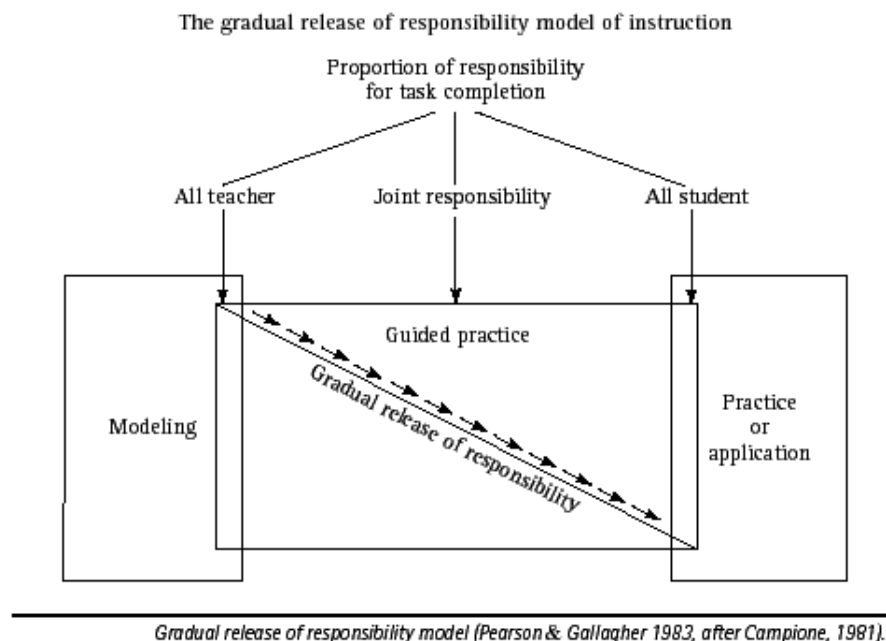 The gradual release of responsibility model of instruction
Proportion of responsibility
for task completion
All teacher
Joint responsibility
All student
Guided practice
Gradual release of responsibility
Modeling
Practice
or
application
Gradual release of responsibility model (Pearson & Gallagher 1983, after Campione, 1981).